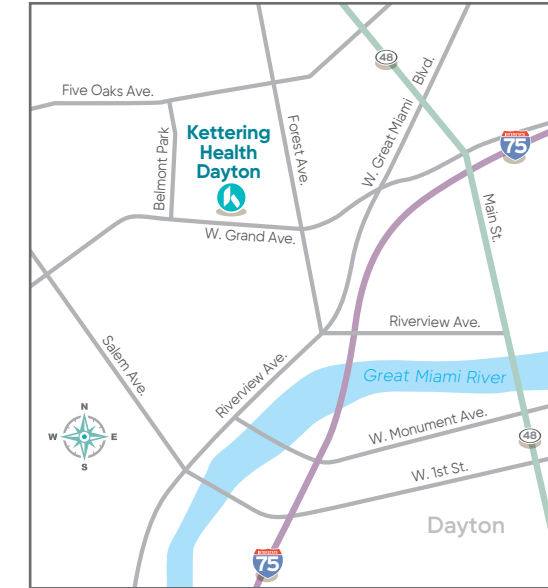 48
Five Oaks Ave.
W. Great Miami Blvd.
Kettering
Health
Dayton
Forest Ave.
Belmont Park
75
Main St.
W. Grand Ave.
Riverview Ave.
Salem Ave.
Riverview Ave.
Great Miami River
N
W
E
S
W. Monument Ave.
48
W. 1st St.
Dayton
75